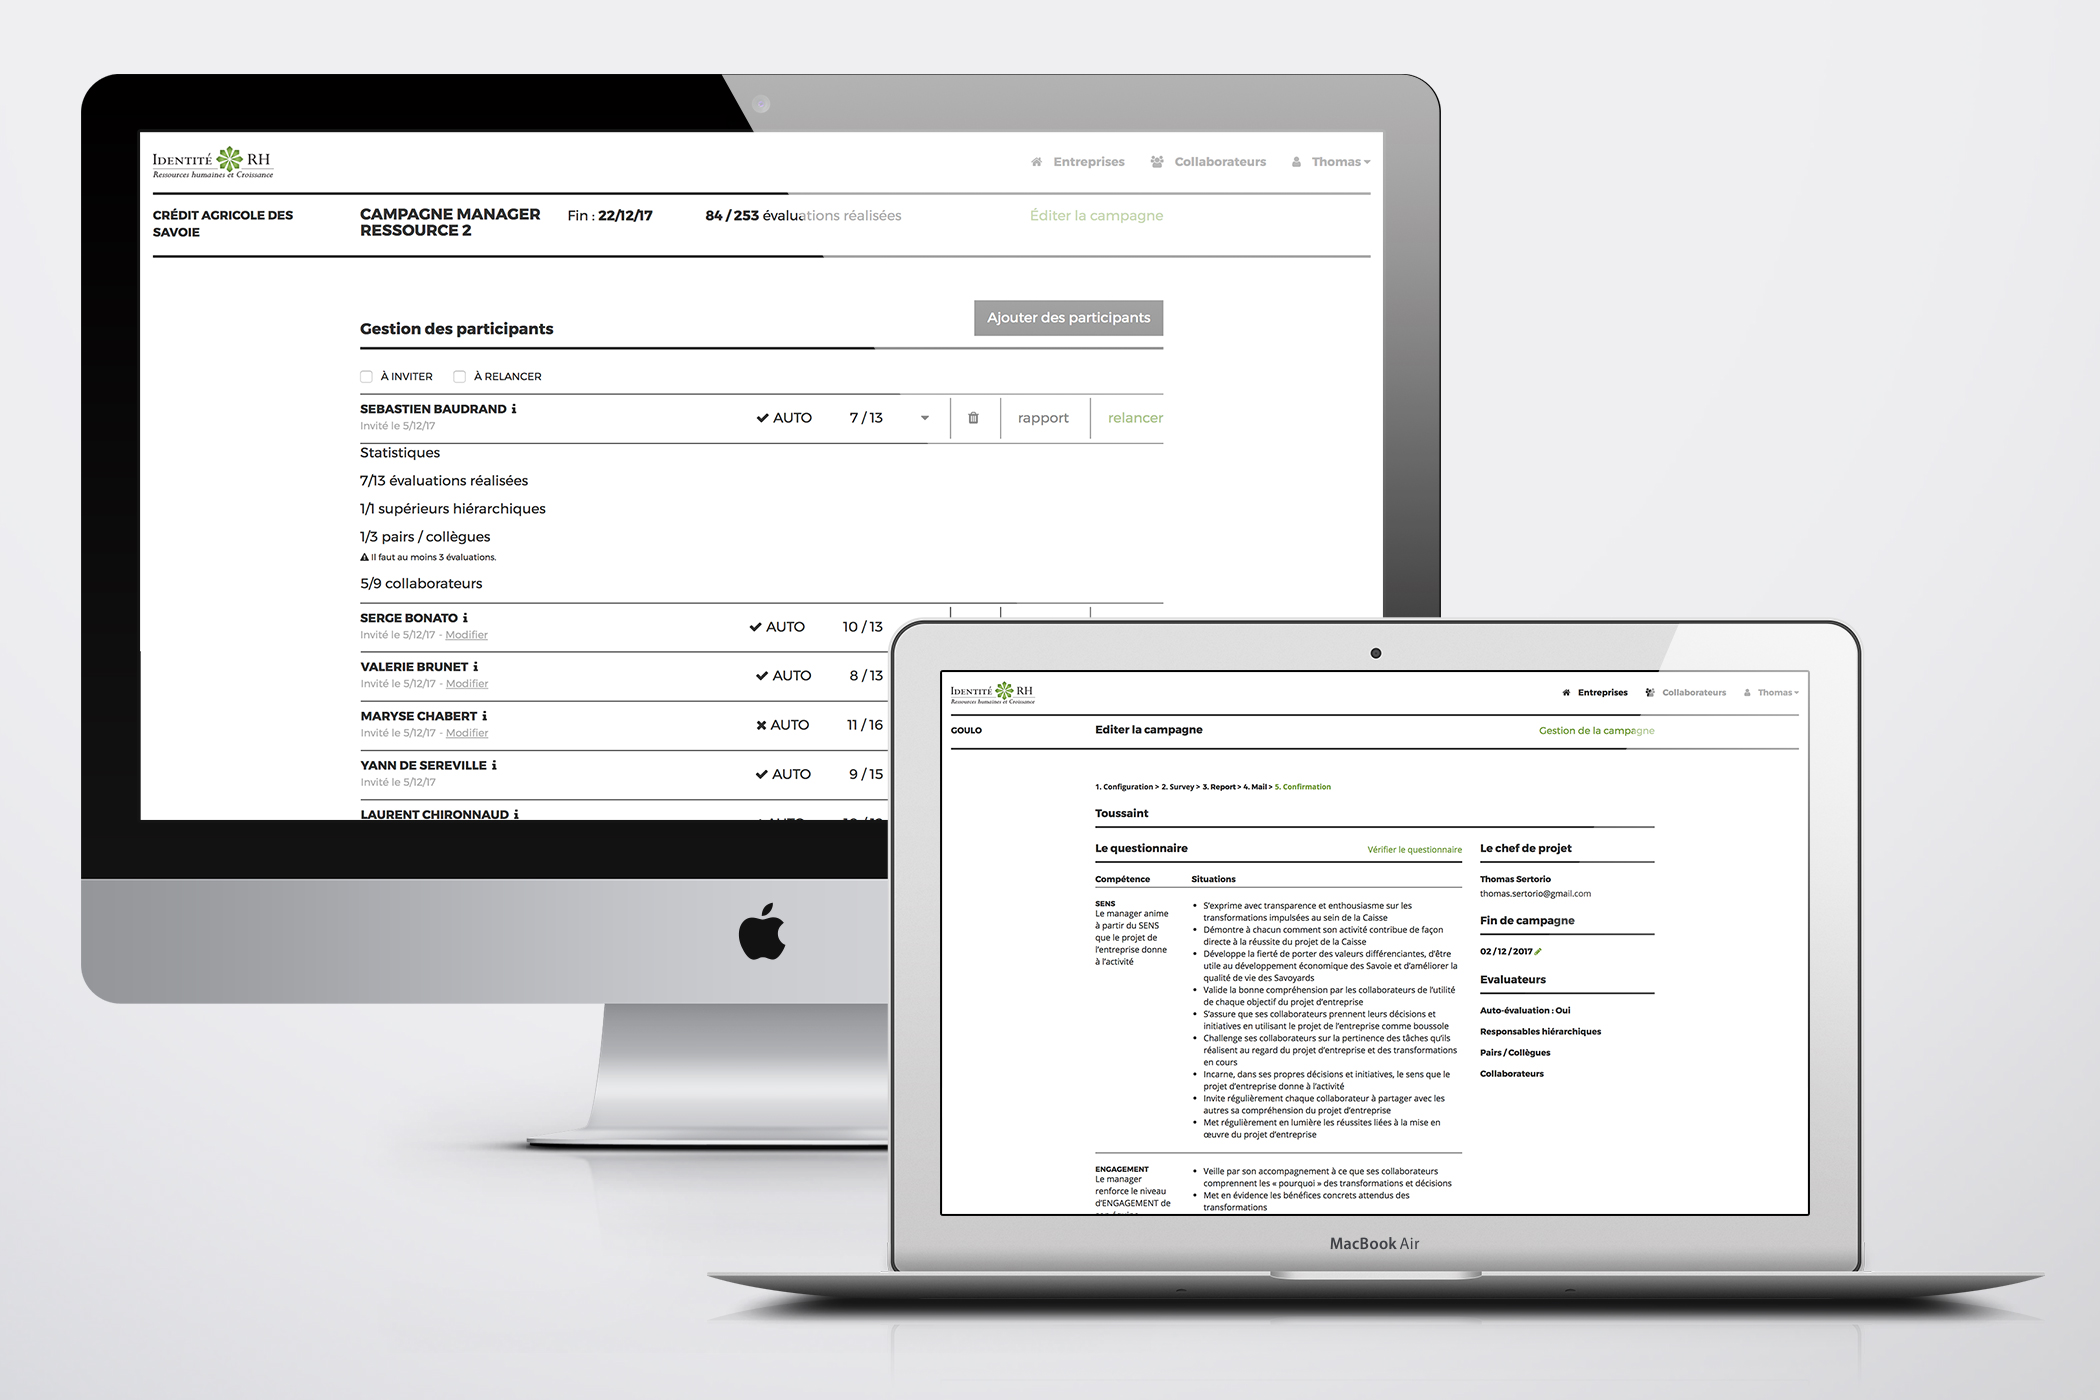 IDENTITÉ RH
Ressources humaines et Croissance
Entreprises Collaborateurs Thomas
CRÉDIT AGRICOLE DES
SAVOIE
CAMPAGNE MANAGER
RESSOURCE 2
Fin : 22/12/17
84 / 253 évaluations réalisées
Éditer la campagne
Gestion des participants
Ajouter des participants
À INVITER À RELANCER
SEBASTIEN BAUDRAND i
Invité le 5/12/17
AUTO 7 / 13 rapport relancer
Statistiques
7/13 évaluations réalisées
1/1 supérieurs hiérarchiques
1/3 pairs / collègues
Il faut au moins 3 évaluations.
5/9 collaborateurs
SERGE BONATO i
Invité le 5/12/17 - Modifier
AUTO 10 / 13
VALERIE BRUNET i
Invité le 5/12/17 - Modifier
AUTO 8 / 13
MARYSE CHABERT i
Invité le 5/12/17 - Modifier
AUTO 11 / 16
YANN DE SEREVILLE i
Invité le 5/12/17
AUTO 9 / 15
LAURENT CHIRONNAUD i
IDENTITÉ RH
Ressources humaines et Croissance
Entreprises Collaborateurs Thomas
GOULO
Editer la campagne
Gestion de la campagne
1. Configuration > 2. Survey > 3. Report > 4. Mail > 5. Confirmation
Toussaint
Le questionnaire
Vérifier le questionnaire
Compétence Situations
SENS
Le manager anime
à partir du SENS
que le projet de
l'entreprise donne
à l'activité
• S'exprime avec transparence et enthousiasme sur les
transformations impulsées au sein de la Caisse
• Démontre à chacun comment son activité contribue de façon
directe à la réussite du projet de la Caisse
• Développe la fierté de porter des valeurs différenciantes, d'être
utile au développement économique des Savoie et d'améliorer la
qualité de vie des Savoyards
• Valide la bonne compréhension par les collaborateurs de l'utilité
de chaque objectif du projet d'entreprise
• S'assure que ses collaborateurs prennent leurs décisions et
initiatives en utilisant le projet de l'entreprise comme boussole
• Challenge ses collaborateurs sur la pertinence des tâches qu'ils
réalisent au regard du projet d'entreprise et des transformations
en cours
• Incarne, dans ses propres décisions et initiatives, le sens que le
projet d'entreprise donne à l'activité
• Invite régulièrement chaque collaborateur à partager avec les
autres sa compréhension du projet d'entreprise
• Met régulièrement en lumière les réussites liées à la mise en
œuvre du projet d'entreprise
ENGAGEMENT
Le manager
renforce le niveau
d'ENGAGEMENT de
• Veille par son accompagnement à ce que ses collaborateurs
comprennent les « pourquoi » des transformations et décisions
• Met en évidence les bénéfices concrets attendus des
transformations
Le chef de projet
Thomas Sertorio
thomas.sertorio@gmail.com
Fin de campagne
02 / 12 / 2017
Evaluateurs
Auto-évaluation : Oui
Responsables hiérarchiques
Pairs / Collègues
Collaborateurs
MacBook Air